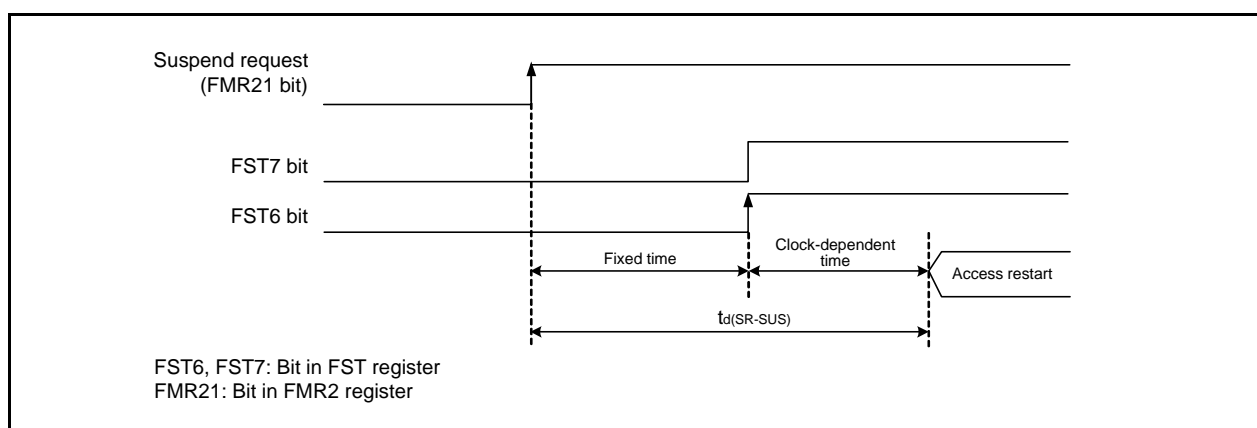 Suspend request
(FMR21 bit)
FST7 bit
FST6 bit
Fixed time
Clock-dependent
time
Access restart
td(SR-SUS)
FST6, FST7: Bit in FST register
FMR21: Bit in FMR2 register